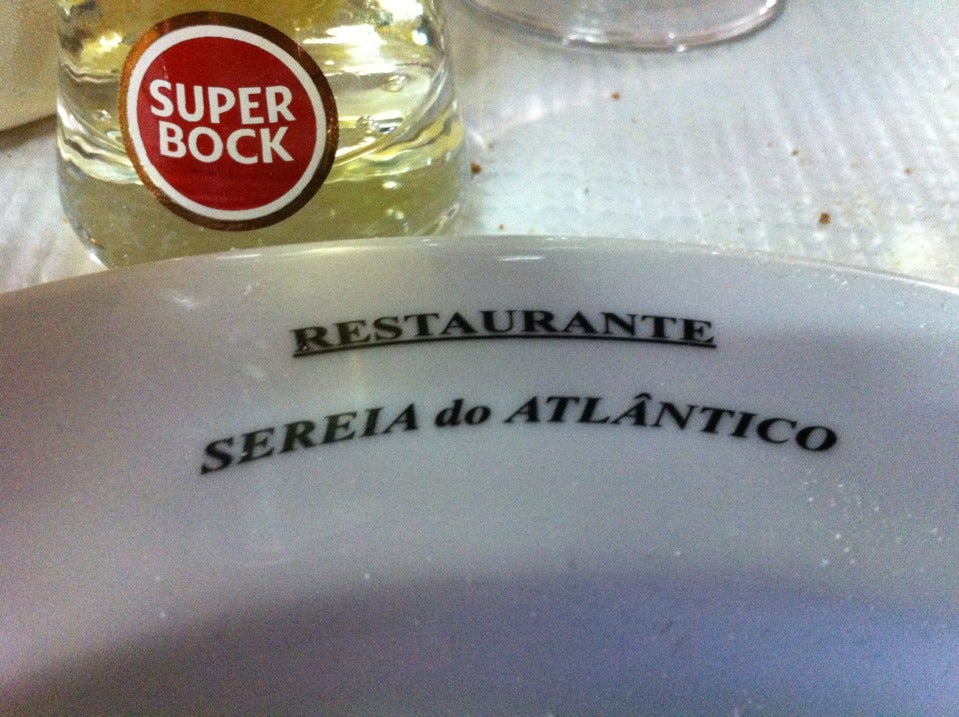 SUPER
BOCK
RESTAURANTE
SEREIA do ATLÂNTICO